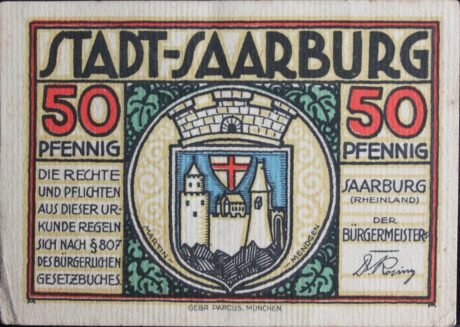 STADT-SAARBURG
50
PFENNIG
DIE RECHTE
UND PFLICHTEN
AUS DIESER UR-
KUNDE REGELN
SICH NACH § 807
DES BÜRGERLICHEN
GESETZBUCHES.
MARTIN
MENDGEN
50
PFENNIG
SAARBURG
(RHEINLAND)
DER
BÜRGERMEISTER:
GEBR. PARCUS, MÜNCHEN